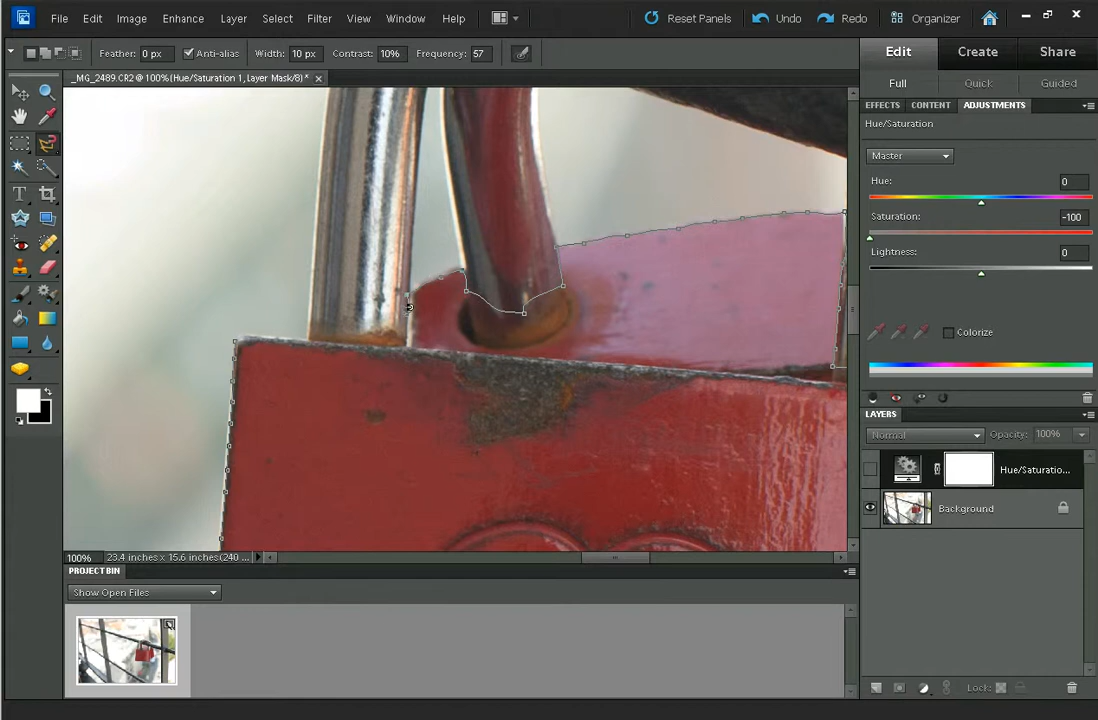 File Edit Image Enhance Layer Select Filter View Window Help Reset Panels Undo Redo Organizer
Feather: 0 px Anti-alias Width: 10 px Contrast: 10% Frequency: 57
Edit Create Share
_MG_2489.CR2 @ 100%(Hue/Saturation 1, Layer Mask/8)*
Full Quick Guided
EFFECTS CONTENT ADJUSTMENTS
Hue/Saturation
Master
Hue: 0
Saturation: -100
Lightness: 0
Colorize
LAYERS
Normal Opacity: 100%
Hue/Saturatio...
Background
100% 23.4 inches x 15.6 inches (240 ...
PROJECT BIN
Show Open Files
Lock: